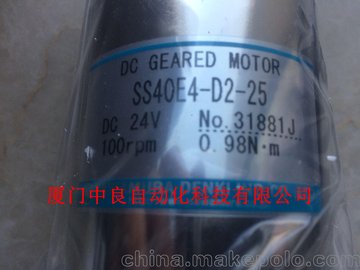 DC GEARED MOTOR
SS40E4-D2-25
DC 24V No.31881J
100rpm 0.98N·m
厦门中良自动化科技有限公司
china.makepolo.com